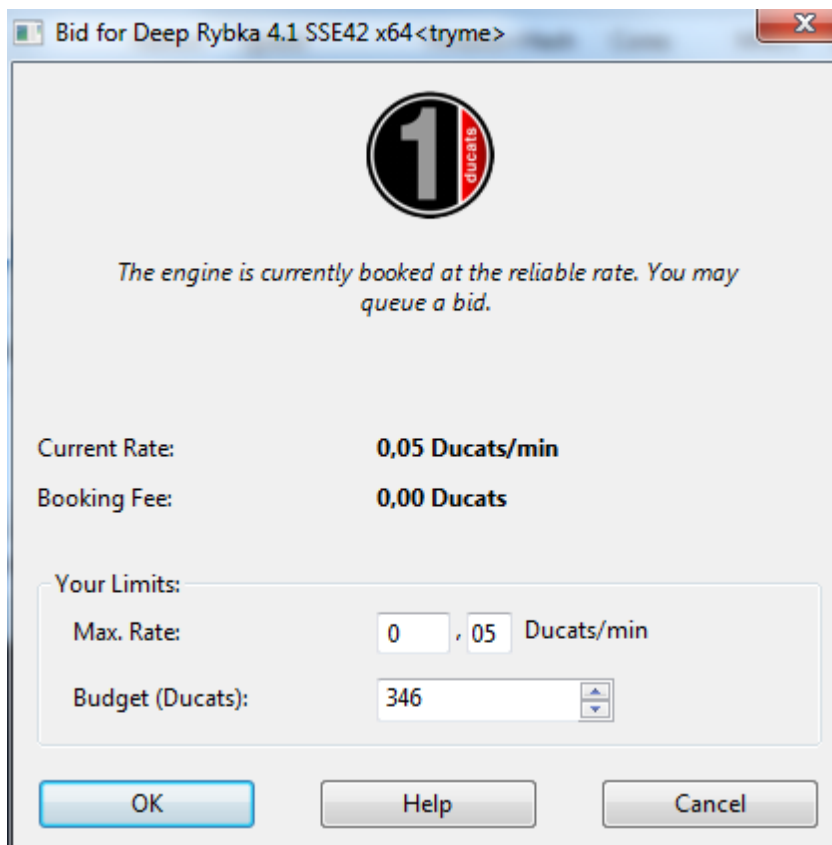 Bid for Deep Rybka 4.1 SSE42 x64<tryme>
1
ducats
The engine is currently booked at the reliable rate. You may
queue a bid.
Current Rate: 0,05 Ducats/min
Booking Fee: 0,00 Ducats
Your Limits:
Max. Rate: 0 , 05 Ducats/min
Budget (Ducats): 346
OK Help Cancel